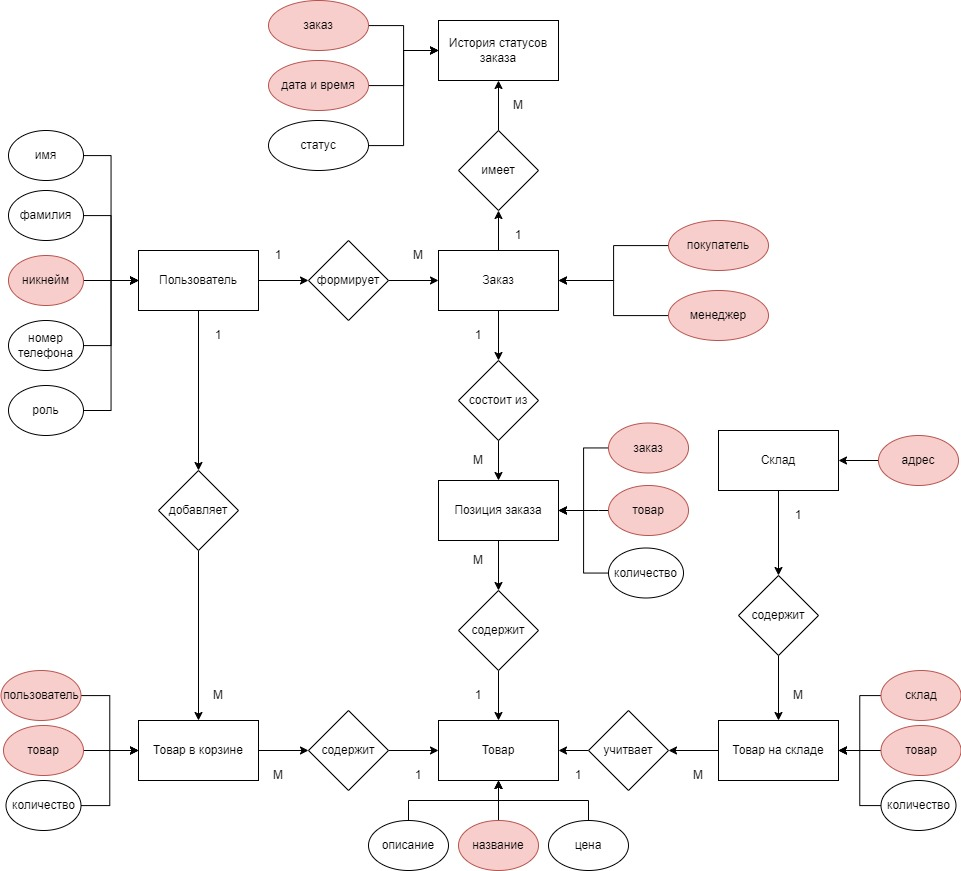 заказ
История статусов
заказа
дата и время
М
статус
имеет
имя
1
фамилия
покупатель
1
М
никнейм
Пользователь
формирует
Заказ
менеджер
1
1
номер
телефона
роль
состоит из
заказ
М
Склад
адрес
добавляет
Позиция заказа
товар
1
М
количество
содержит
содержит
М
1
М
пользователь
склад
товар
Товар в корзине
содержит
Товар
учитвает
Товар на складе
товар
М
1
1
М
количество
количество
описание
название
цена